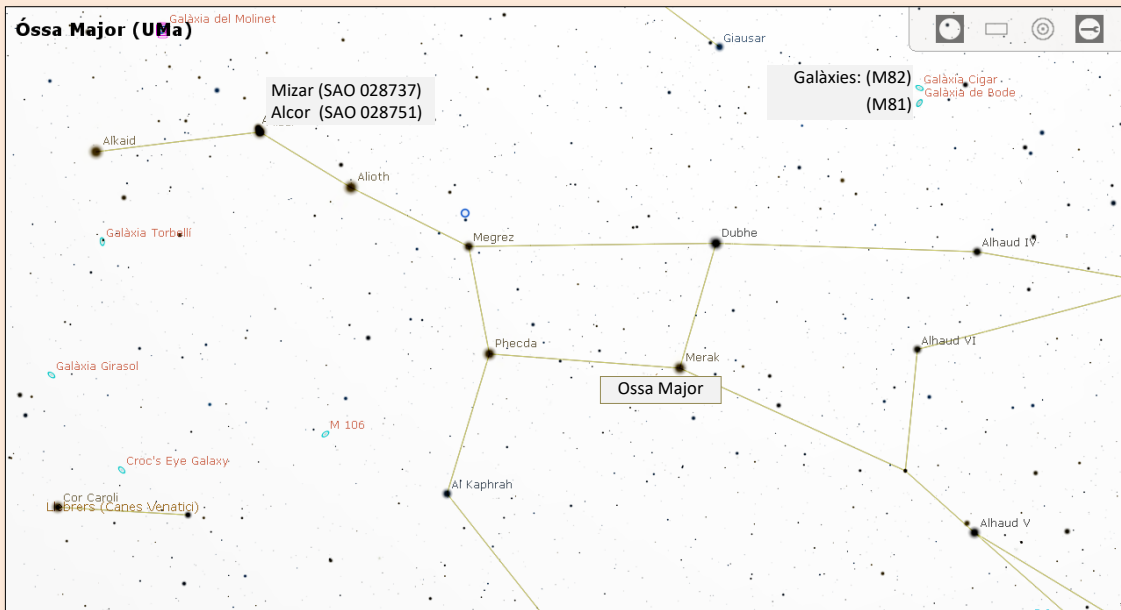 Óssa Major (UMa)
Galàxia del Molinet
Giausar
Mizar (SAO 028737)
Alcor (SAO 028751)
Galàxies: (M82)
(M81)
Galàxia Cigar
Galàxia de Bode
Alkaid
Alioth
Galàxia Torbellí
Megrez
Dubhe
Alhaud IV
Phecda
Merak
Alhaud VI
Galàxia Girasol
Ossa Major
M 106
Croc's Eye Galaxy
Al Kaphrah
Cor Caroli
(Canes Venatici)
Alhaud V